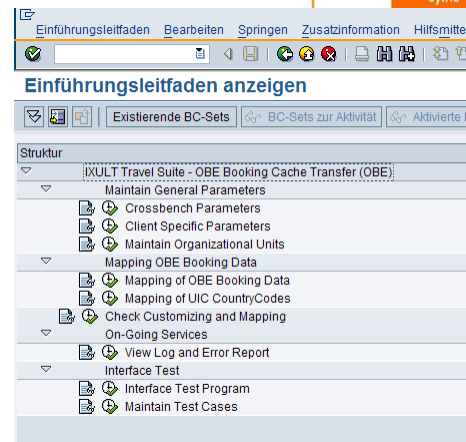 Einführungsleitfaden Bearbeiten Springen Zusatzinformation Hilfsmitte
Einführungsleitfaden anzeigen
Existierende BC-Sets BC-Sets zur Aktivität Aktivierte
Struktur
IXULT Travel Suite - OBE Booking Cache Transfer (OBE)
Maintain General Parameters
Crossbench Parameters
Client Specific Parameters
Maintain Organizational Units
Mapping OBE Booking Data
Mapping of OBE Booking Data
Mapping of UIC CountryCodes
Check Customizing and Mapping
On-Going Services
View Log and Error Report
Interface Test
Interface Test Program
Maintain Test Cases